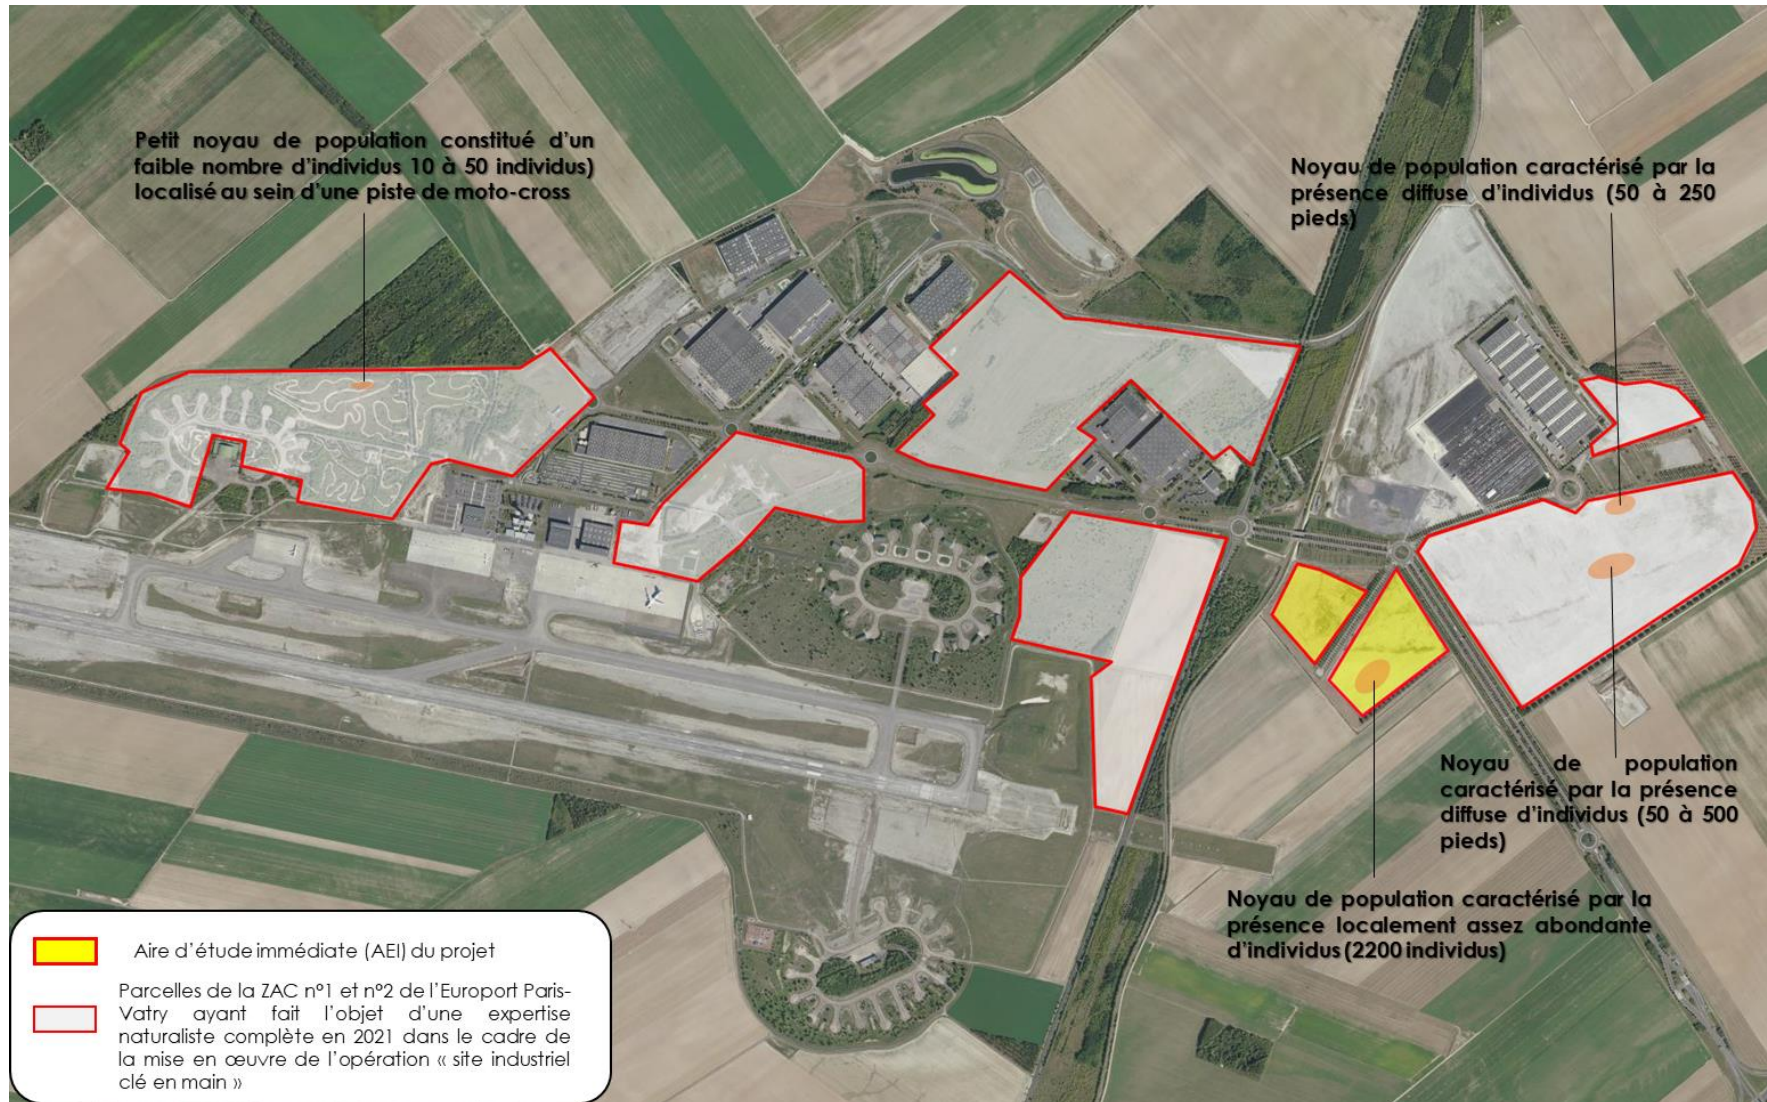 Petit noyau de population constitué d'un
faible nombre d'individus 10 à 50 individus)
localisé au sein d'une piste de moto-cross
Noyau de population caractérisé par la
présence diffuse d'individus (50 à 250
pieds)
Noyau de population
caractérisé par la présence
diffuse d'individus (50 à 500
pieds)
Noyau de population caractérisé par la
présence localement assez abondante
d'individus (2200 individus)
Aire d'étude immédiate (AEI) du projet
Parcelles de la ZAC n°1 et n°2 de l'Europort Paris-
Vatry ayant fait l'objet d'une expertise
naturaliste complète en 2021 dans le cadre de
la mise en œuvre de l'opération « site industriel
clé en main »